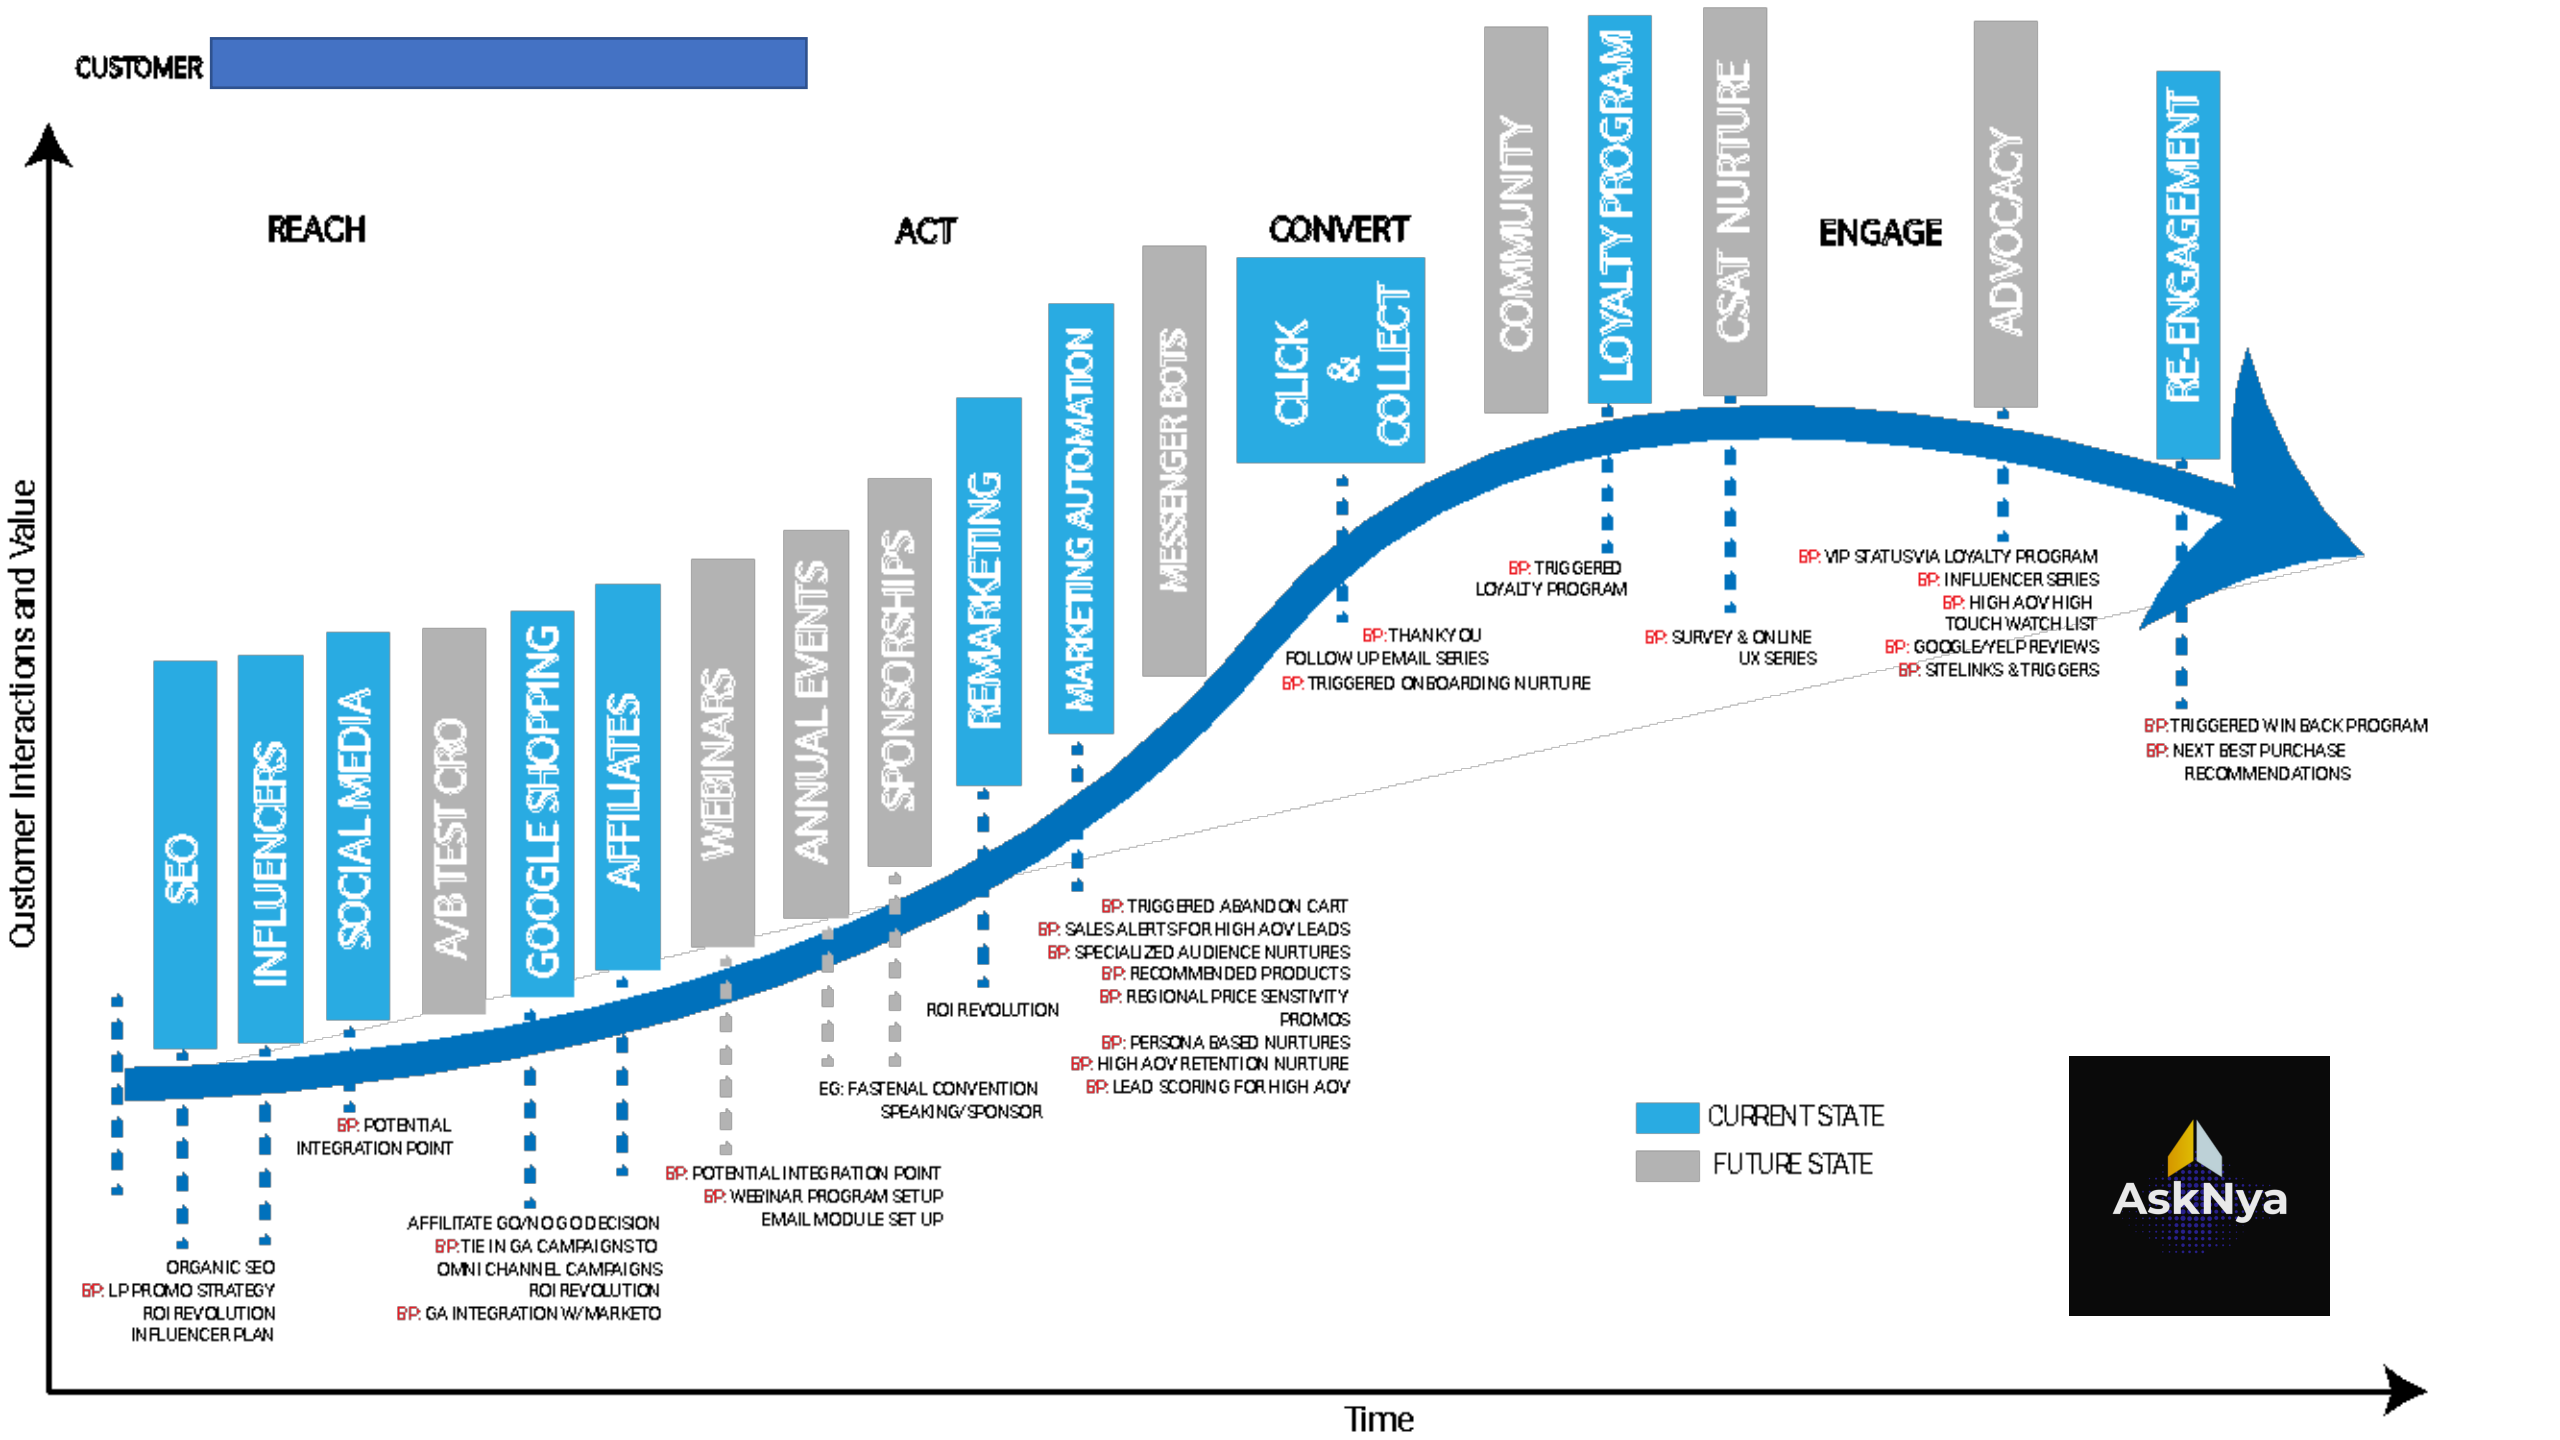 CUSTOMER
REACH
ACT
CONVERT
ENGAGE
Customer Interactions and Value
SEO
INFLUENCERS
SOCIAL MEDIA
A/B TEST CRO
GOOGLE SHOPPING
AFFILIATES
WEBINARS
ANNUAL EVENTS
SPONSORSHIPS
REMARKETING
MARKETING AUTOMATION
MESSENGER BOTS
CLICK
&
COLLECT
COMMUNITY
LOYALTY PROGRAM
CSAT NURTURE
ADVOCACY
RE-ENGAGEMENT
ORGANIC SEO
BP: LP PROMO STRATEGY
ROI REVOLUTION
INFLUENCER PLAN
BP: POTENTIAL
INTEGRATION POINT
AFFILITATE GO/NO GO DECISION
BP: TIE IN GA CAMPAIGNS TO
OMNI CHANNEL CAMPAIGNS
ROI REVOLUTION
BP: GA INTEGRATION W/MARKETO
BP: POTENTIAL INTEGRATION POINT
BP: WEBINAR PROGRAM SETUP
EMAIL MODULE SET UP
EG: FASTENAL CONVENTION
SPEAKING/SPONSOR
ROI REVOLUTION
BP: TRIGGERED ABANDON CART
BP: SALES ALERTS FOR HIGH AOV LEADS
BP: SPECIALIZED AUDIENCE NURTURES
BP: RECOMMENDED PRODUCTS
BP: REGIONAL PRICE SENSTIVITY
PROMOS
BP: PERSONA BASED NURTURES
BP: HIGH AOV RETENTION NURTURE
BP: LEAD SCORING FOR HIGH AOV
BP: THANK YOU
FOLLOW UP EMAIL SERIES
BP: TRIGGERED ONBOARDING NURTURE
BP: TRIGGERED
LOYALTY PROGRAM
BP: SURVEY & ONLINE
UX SERIES
BP: VIP STATUS VIA LOYALTY PROGRAM
BP: INFLUENCER SERIES
BP: HIGH AOV HIGH
TOUCH WATCH LIST
BP: GOOGLE/YELP REVIEWS
BP: SITELINKS & TRIGGERS
BP: TRIGGERED WIN BACK PROGRAM
BP: NEXT BEST PURCHASE
RECOMMENDATIONS
CURRENT STATE
FUTURE STATE
AskNya
Time